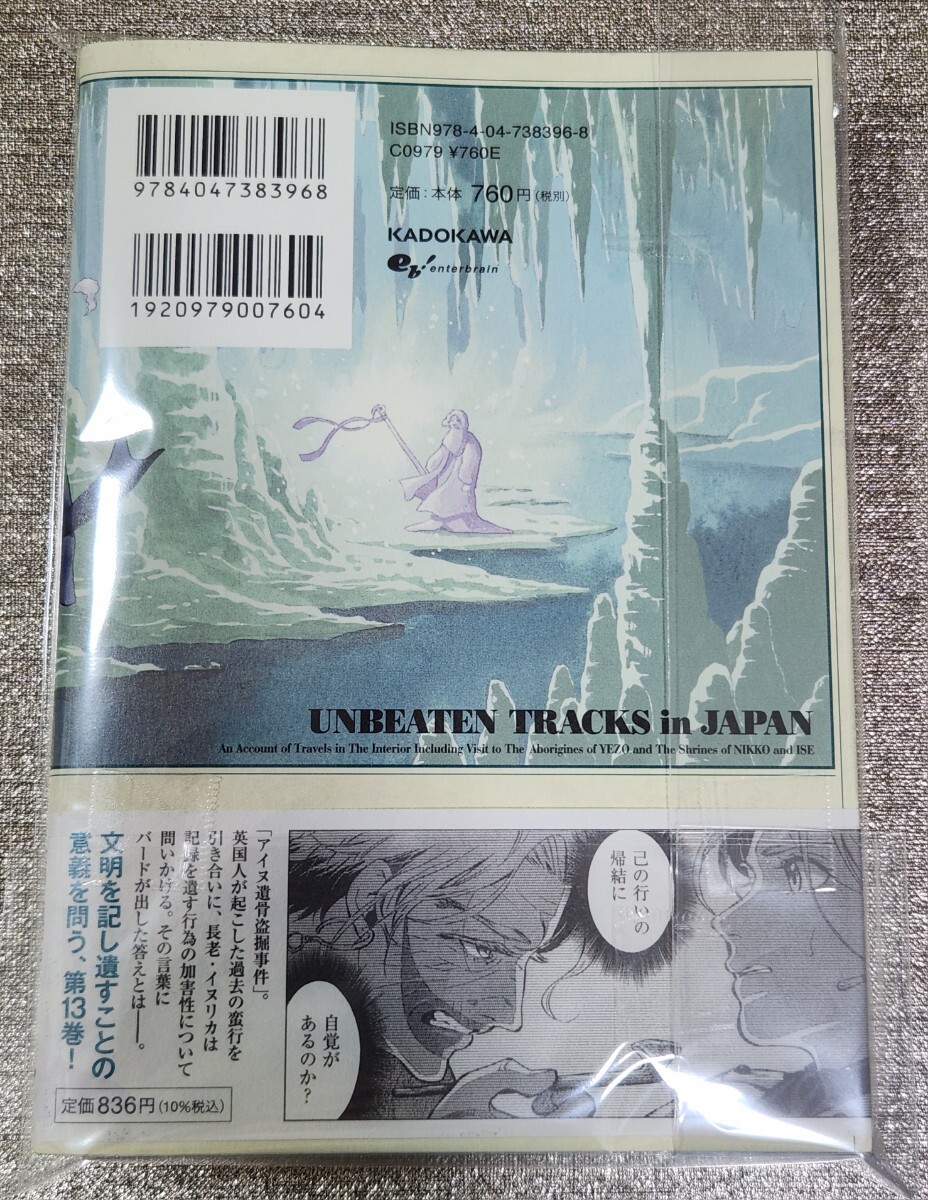 9784047383968
1920979007604
ISBN978-4-04-738396-8
C0979 ¥760E
定価：本体 760円（税別）
KADOKAWA
eb! enterbrain
UNBEATEN TRACKS in JAPAN
An Account of Travels in The Interior Including Visit to The Aborigines of YEZO and The Shrines of NIKKO and ISE
己の行いの
帰結に
自覚が
あるのか？
「アイヌ遺骨盗掘事件」。
英国人が起こした過去の蛮行を
引き合いに、長老・イヌリカは
記録を遺す行為の加害性について
問いかける。その言葉に
バードが出した答えとは――。
文明を記し遺すことの
意義を問う、第13巻！
定価836円（10%税込）